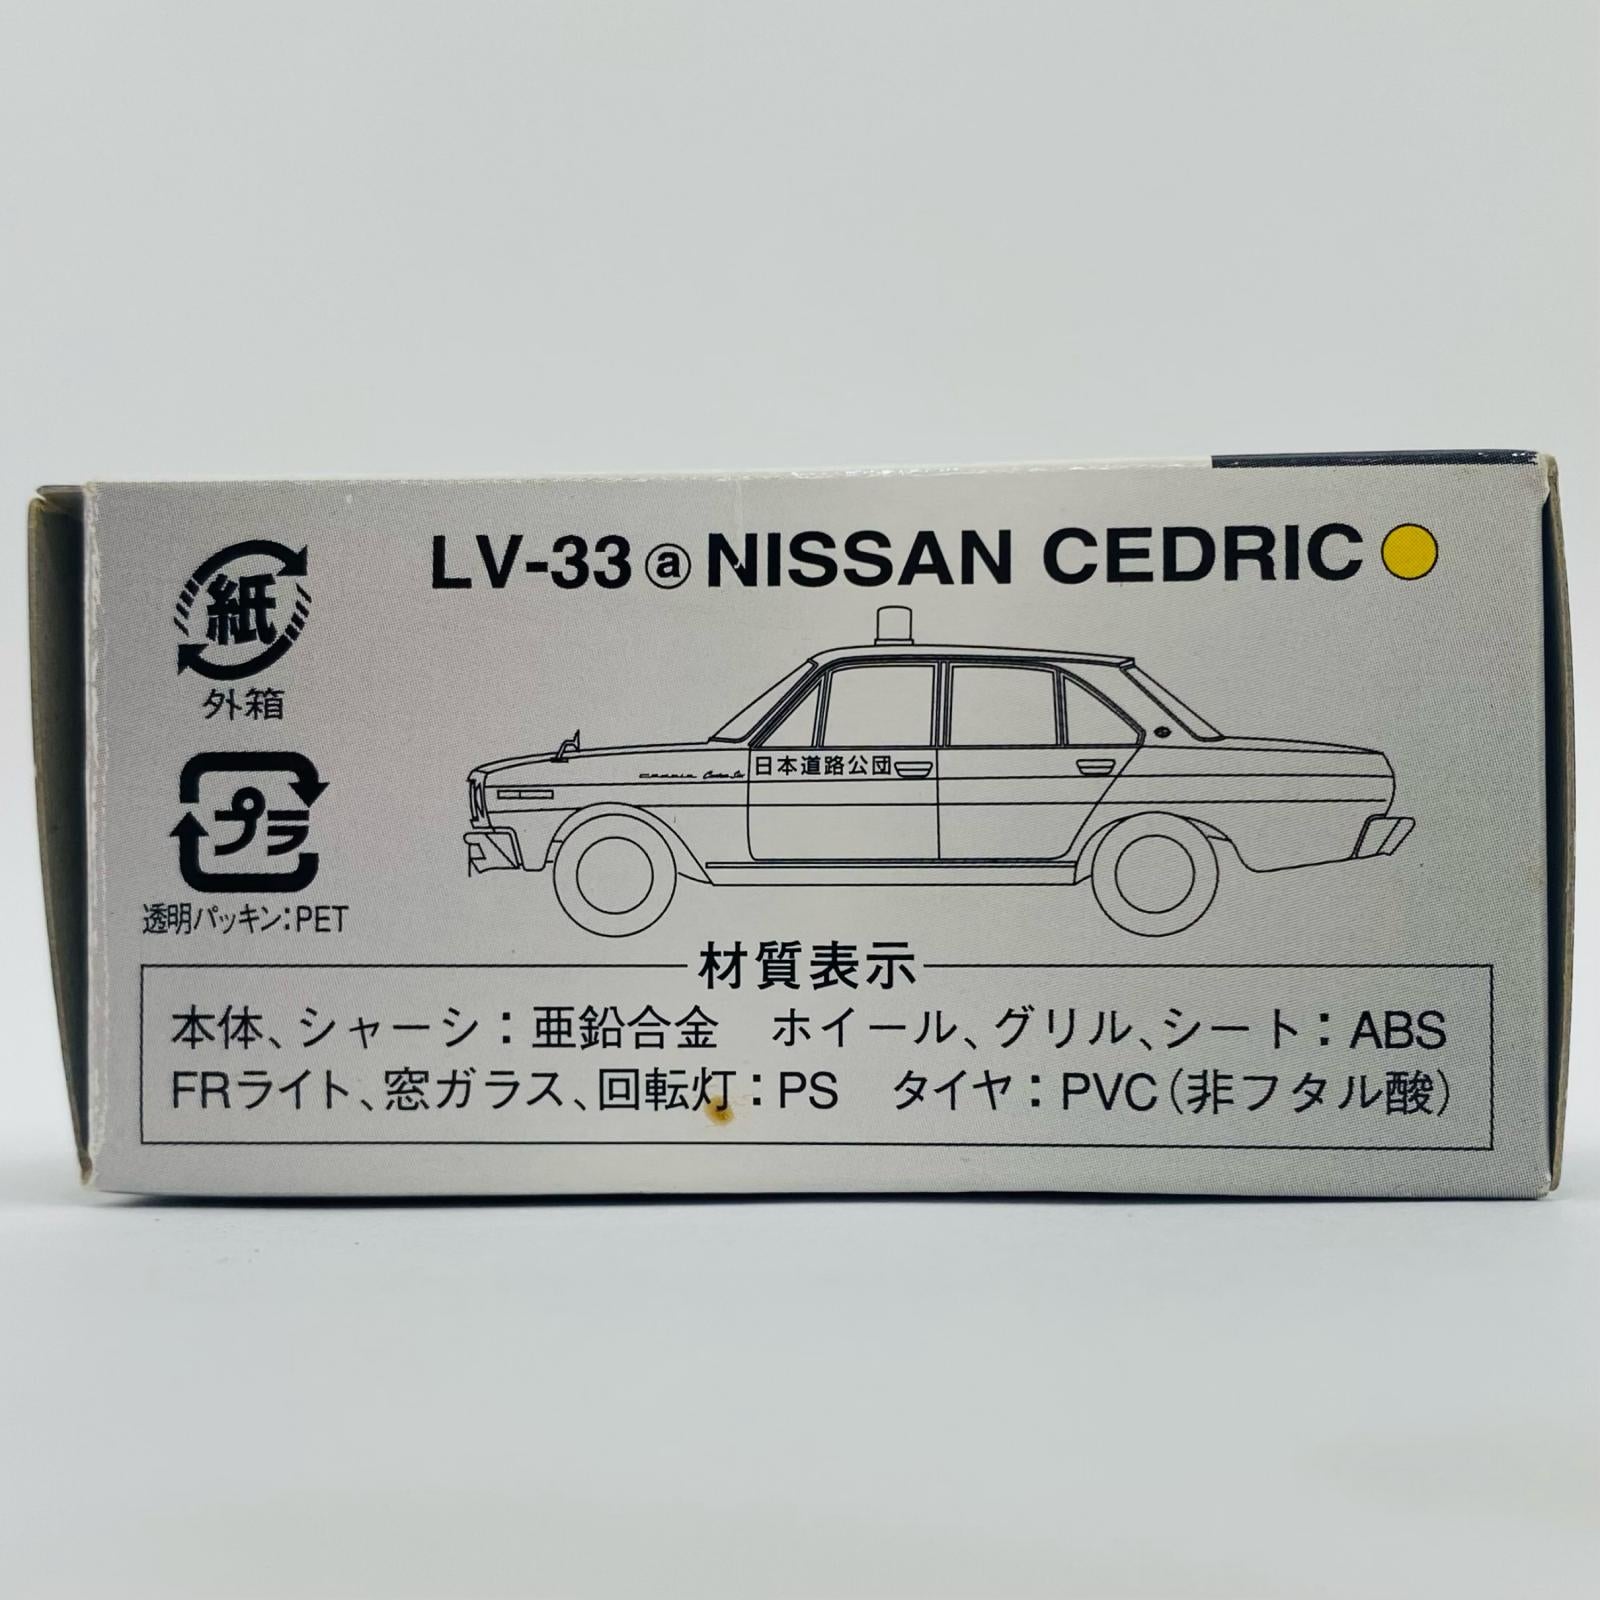 LV-33 ⓐ NISSAN CEDRIC
紙
外箱
プラ
透明パッキン:PET
日本道路公団
材質表示
本体、シャーシ:亜鉛合金　ホイール、グリル、シート:ABS
FRライト、窓ガラス、回転灯:PS　タイヤ:PVC(非フタル酸)